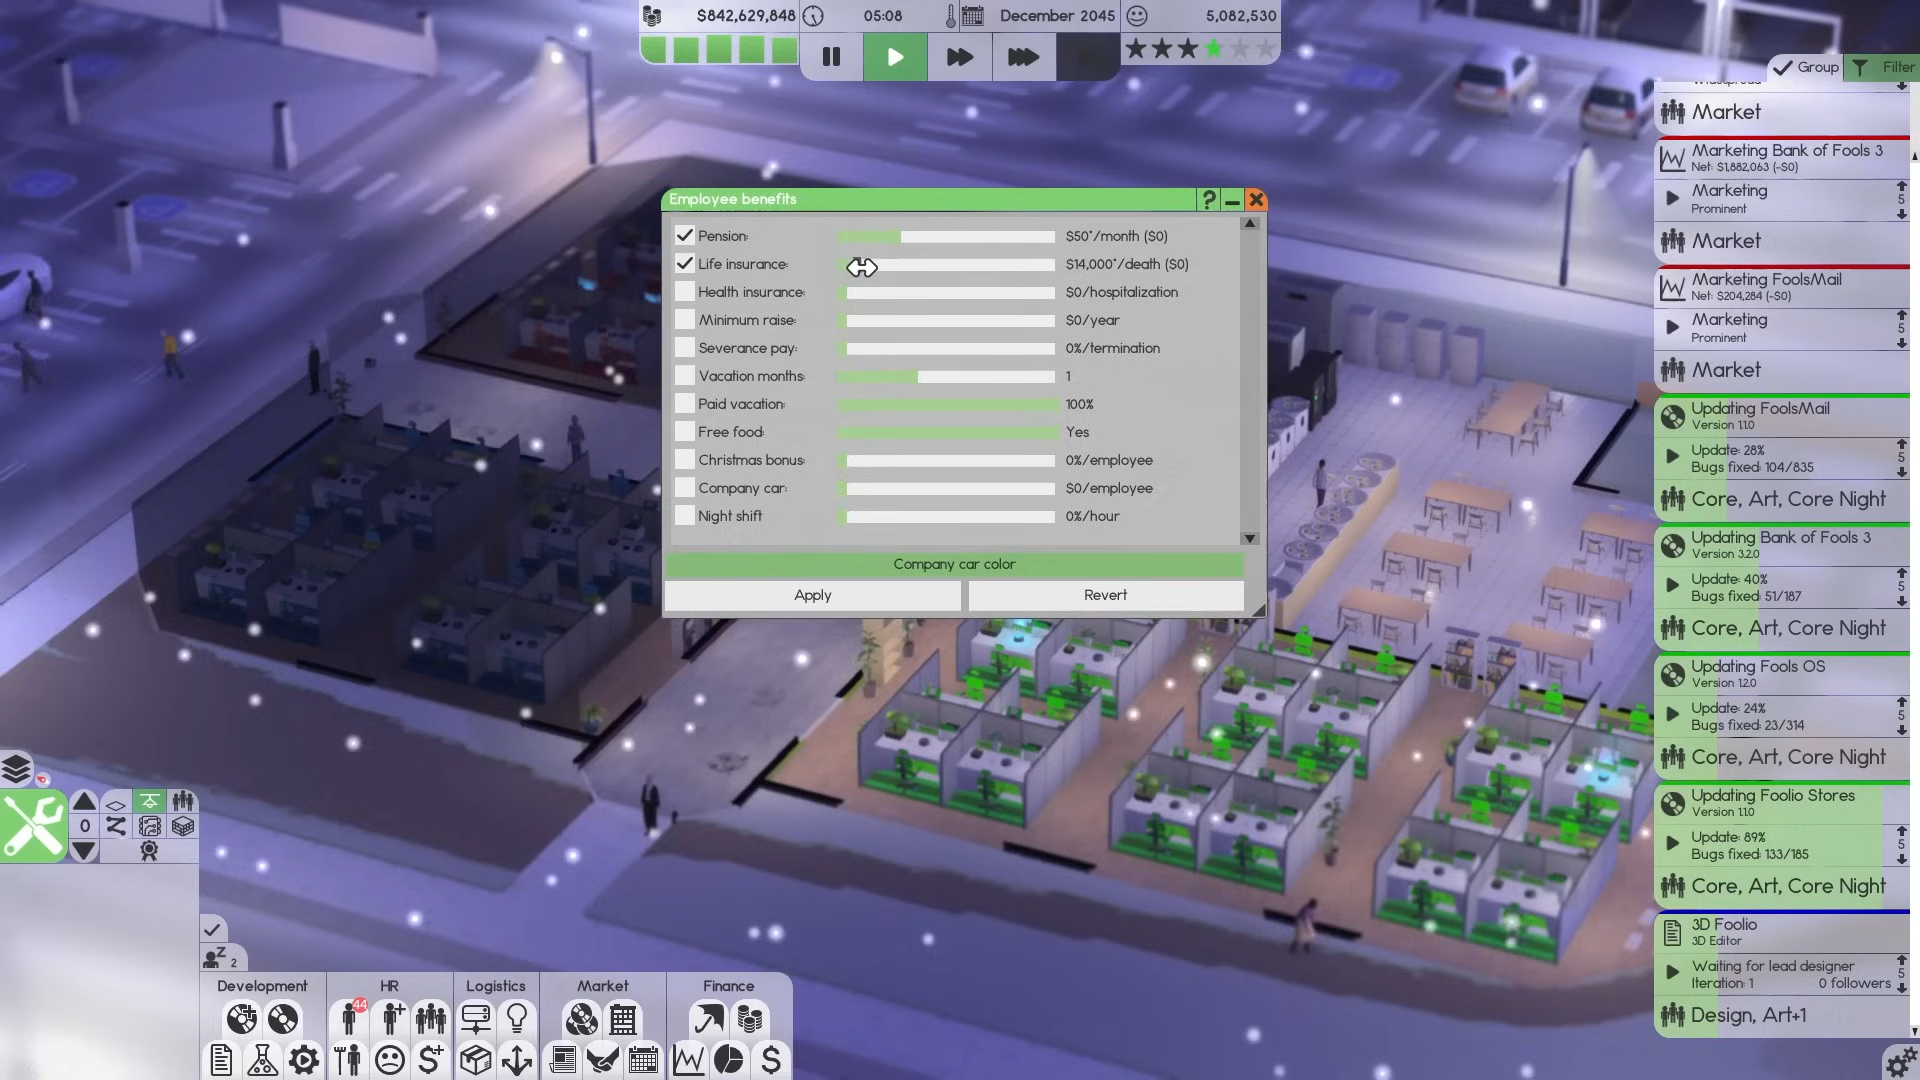 $842,629,848
05:08
December 2045
5,082,530
Group
Filter
Market
Marketing Bank of Fools 3
Net: $1,882,063 (-$0)
Marketing
Prominent
5
Market
Marketing FoolsMail
Net: $204,284 (-$0)
Marketing
Prominent
5
Market
Updating FoolsMail
Version 1.1.0
Update: 28%
Bugs fixed: 104/835
5
Core, Art, Core Night
Updating Bank of Fools 3
Version 3.2.0
Update: 40%
Bugs fixed: 51/187
5
Core, Art, Core Night
Updating Fools OS
Version 1.2.0
Update: 24%
Bugs fixed: 23/314
5
Core, Art, Core Night
Updating Foolio Stores
Version 1.1.0
Update: 89%
Bugs fixed: 133/185
5
Core, Art, Core Night
3D Foolio
3D Editor
Waiting for lead designer
Iteration: 1 0 followers
5
Design, Art+1
Employee benefits
?
Pension: $50*/month ($0)
Life insurance: $14,000*/death ($0)
Health insurance: $0/hospitalization
Minimum raise: $0/year
Severance pay: 0%/termination
Vacation months: 1
Paid vacation: 100%
Free food: Yes
Christmas bonus: 0%/employee
Company car: $0/employee
Night shift 0%/hour
Company car color
Apply Revert
0
2
Development HR Logistics Market Finance
44